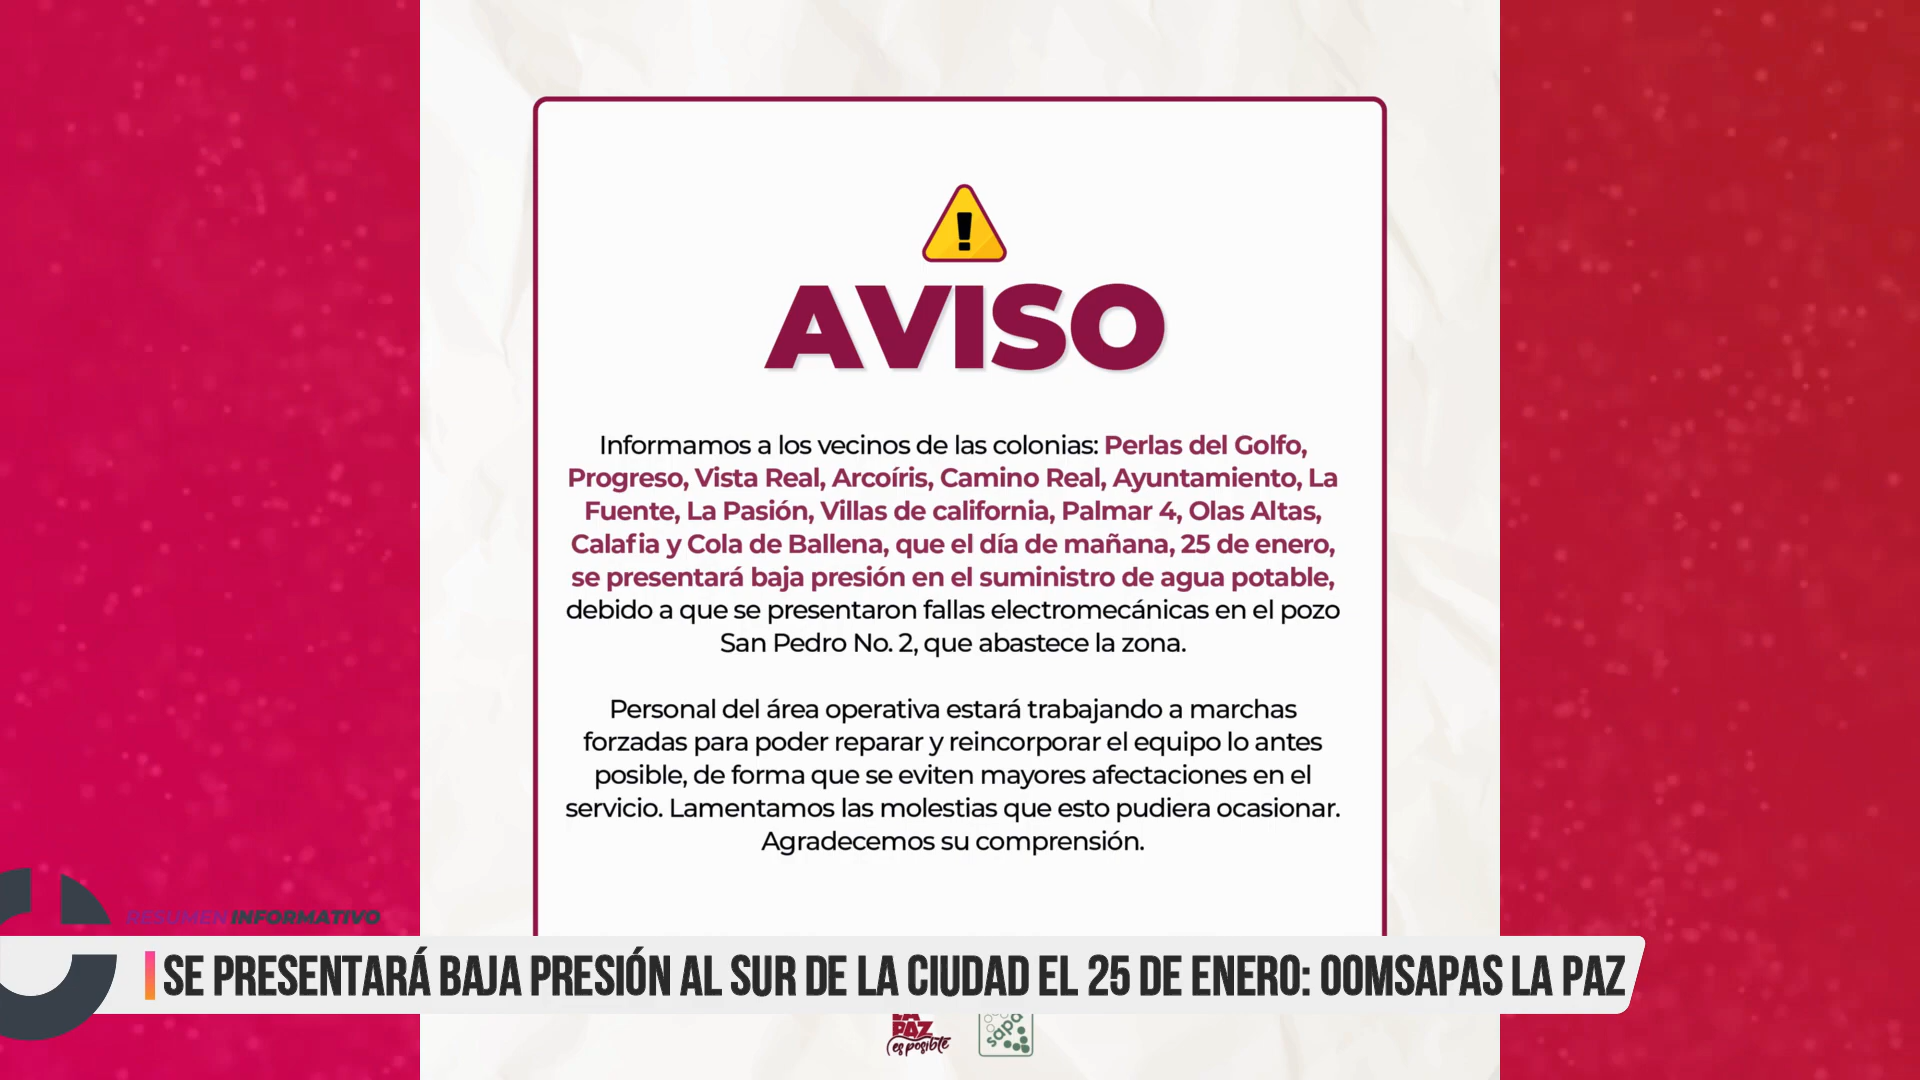 AVISO
Informamos a los vecinos de las colonias: Perlas del Golfo,
Progreso, Vista Real, Arcoíris, Camino Real, Ayuntamiento, La
Fuente, La Pasión, Villas de california, Palmar 4, Olas Altas,
Calafia y Cola de Ballena, que el día de mañana, 25 de enero,
se presentará baja presión en el suministro de agua potable,
debido a que se presentaron fallas electromecánicas en el pozo
San Pedro No. 2, que abastece la zona.
Personal del área operativa estará trabajando a marchas
forzadas para poder reparar y reincorporar el equipo lo antes
posible, de forma que se eviten mayores afectaciones en el
servicio. Lamentamos las molestias que esto pudiera ocasionar.
Agradecemos su comprensión.
RESUMEN INFORMATIVO
SE PRESENTARÁ BAJA PRESIÓN AL SUR DE LA CIUDAD EL 25 DE ENERO: OOMSAPAS LA PAZ
LA
PAZ
es posible
sapa